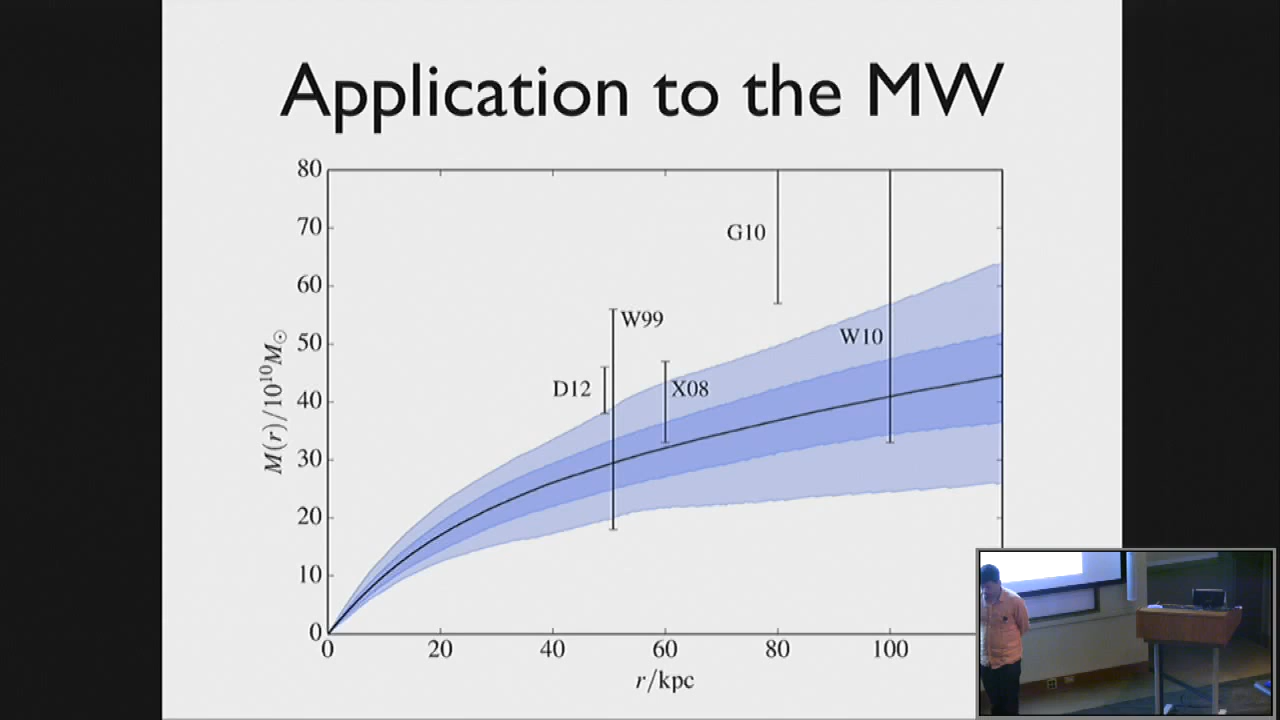 Application to the MW
80
70
60
50
40
30
20
10
0
M(r)/10¹⁰M☉
G10
W99
W10
D12
X08
0 20 40 60 80 100
r/kpc